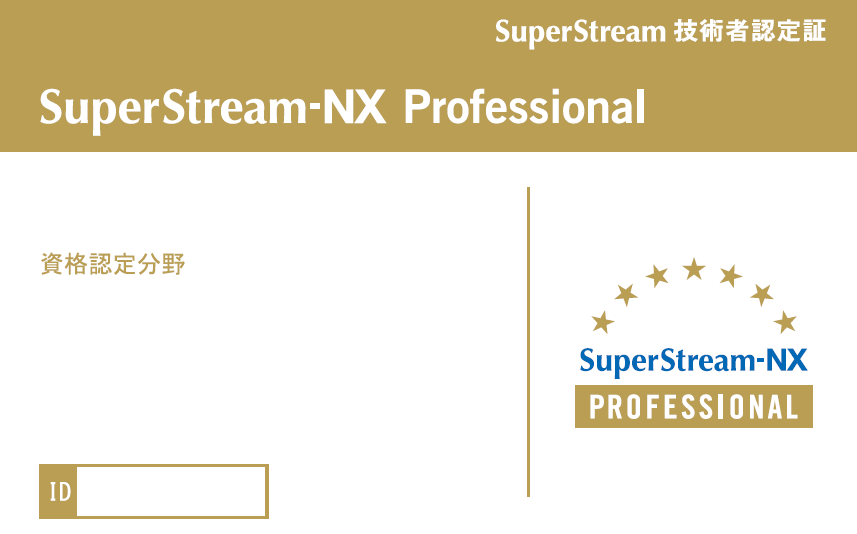 SuperStream 技術者認定証
SuperStream-NX Professional
資格認定分野
SuperStream-NX
PROFESSIONAL
ID